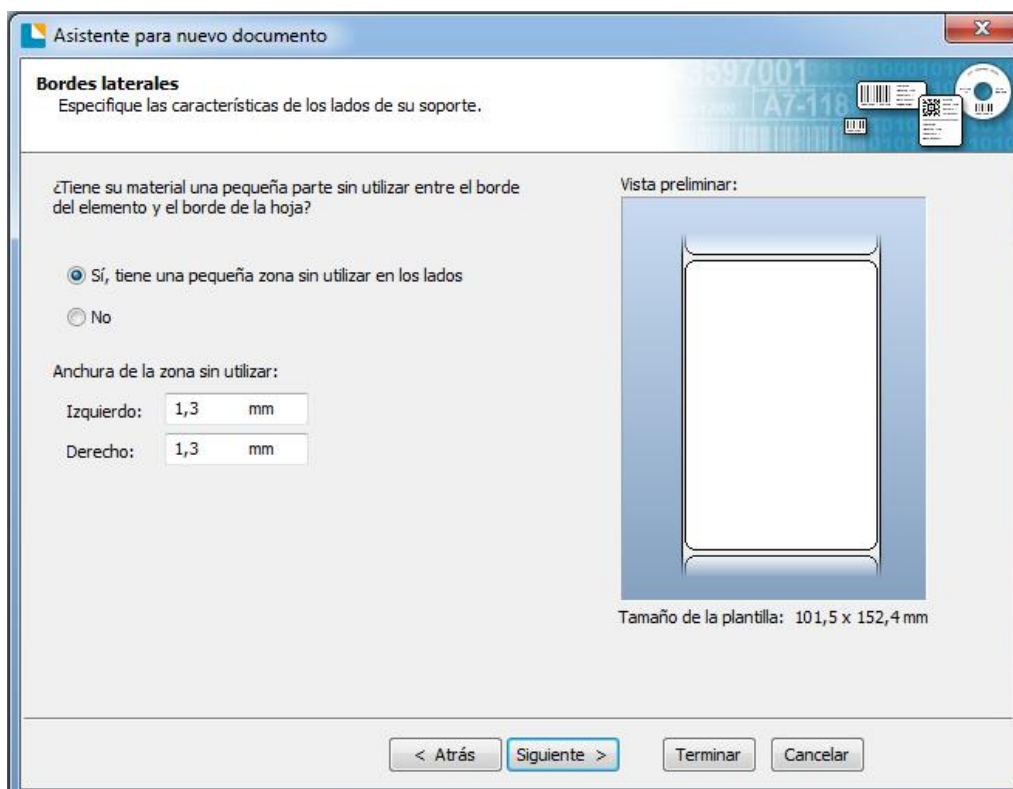 Asistente para nuevo documento
Bordes laterales
Especifique las características de los lados de su soporte.
3597001
A7-118
¿Tiene su material una pequeña parte sin utilizar entre el borde
del elemento y el borde de la hoja?
Sí, tiene una pequeña zona sin utilizar en los lados
No
Anchura de la zona sin utilizar:
Izquierdo: 1,3 mm
Derecho: 1,3 mm
Vista preliminar:
Tamaño de la plantilla: 101,5 x 152,4 mm
< Atrás
Siguiente >
Terminar
Cancelar